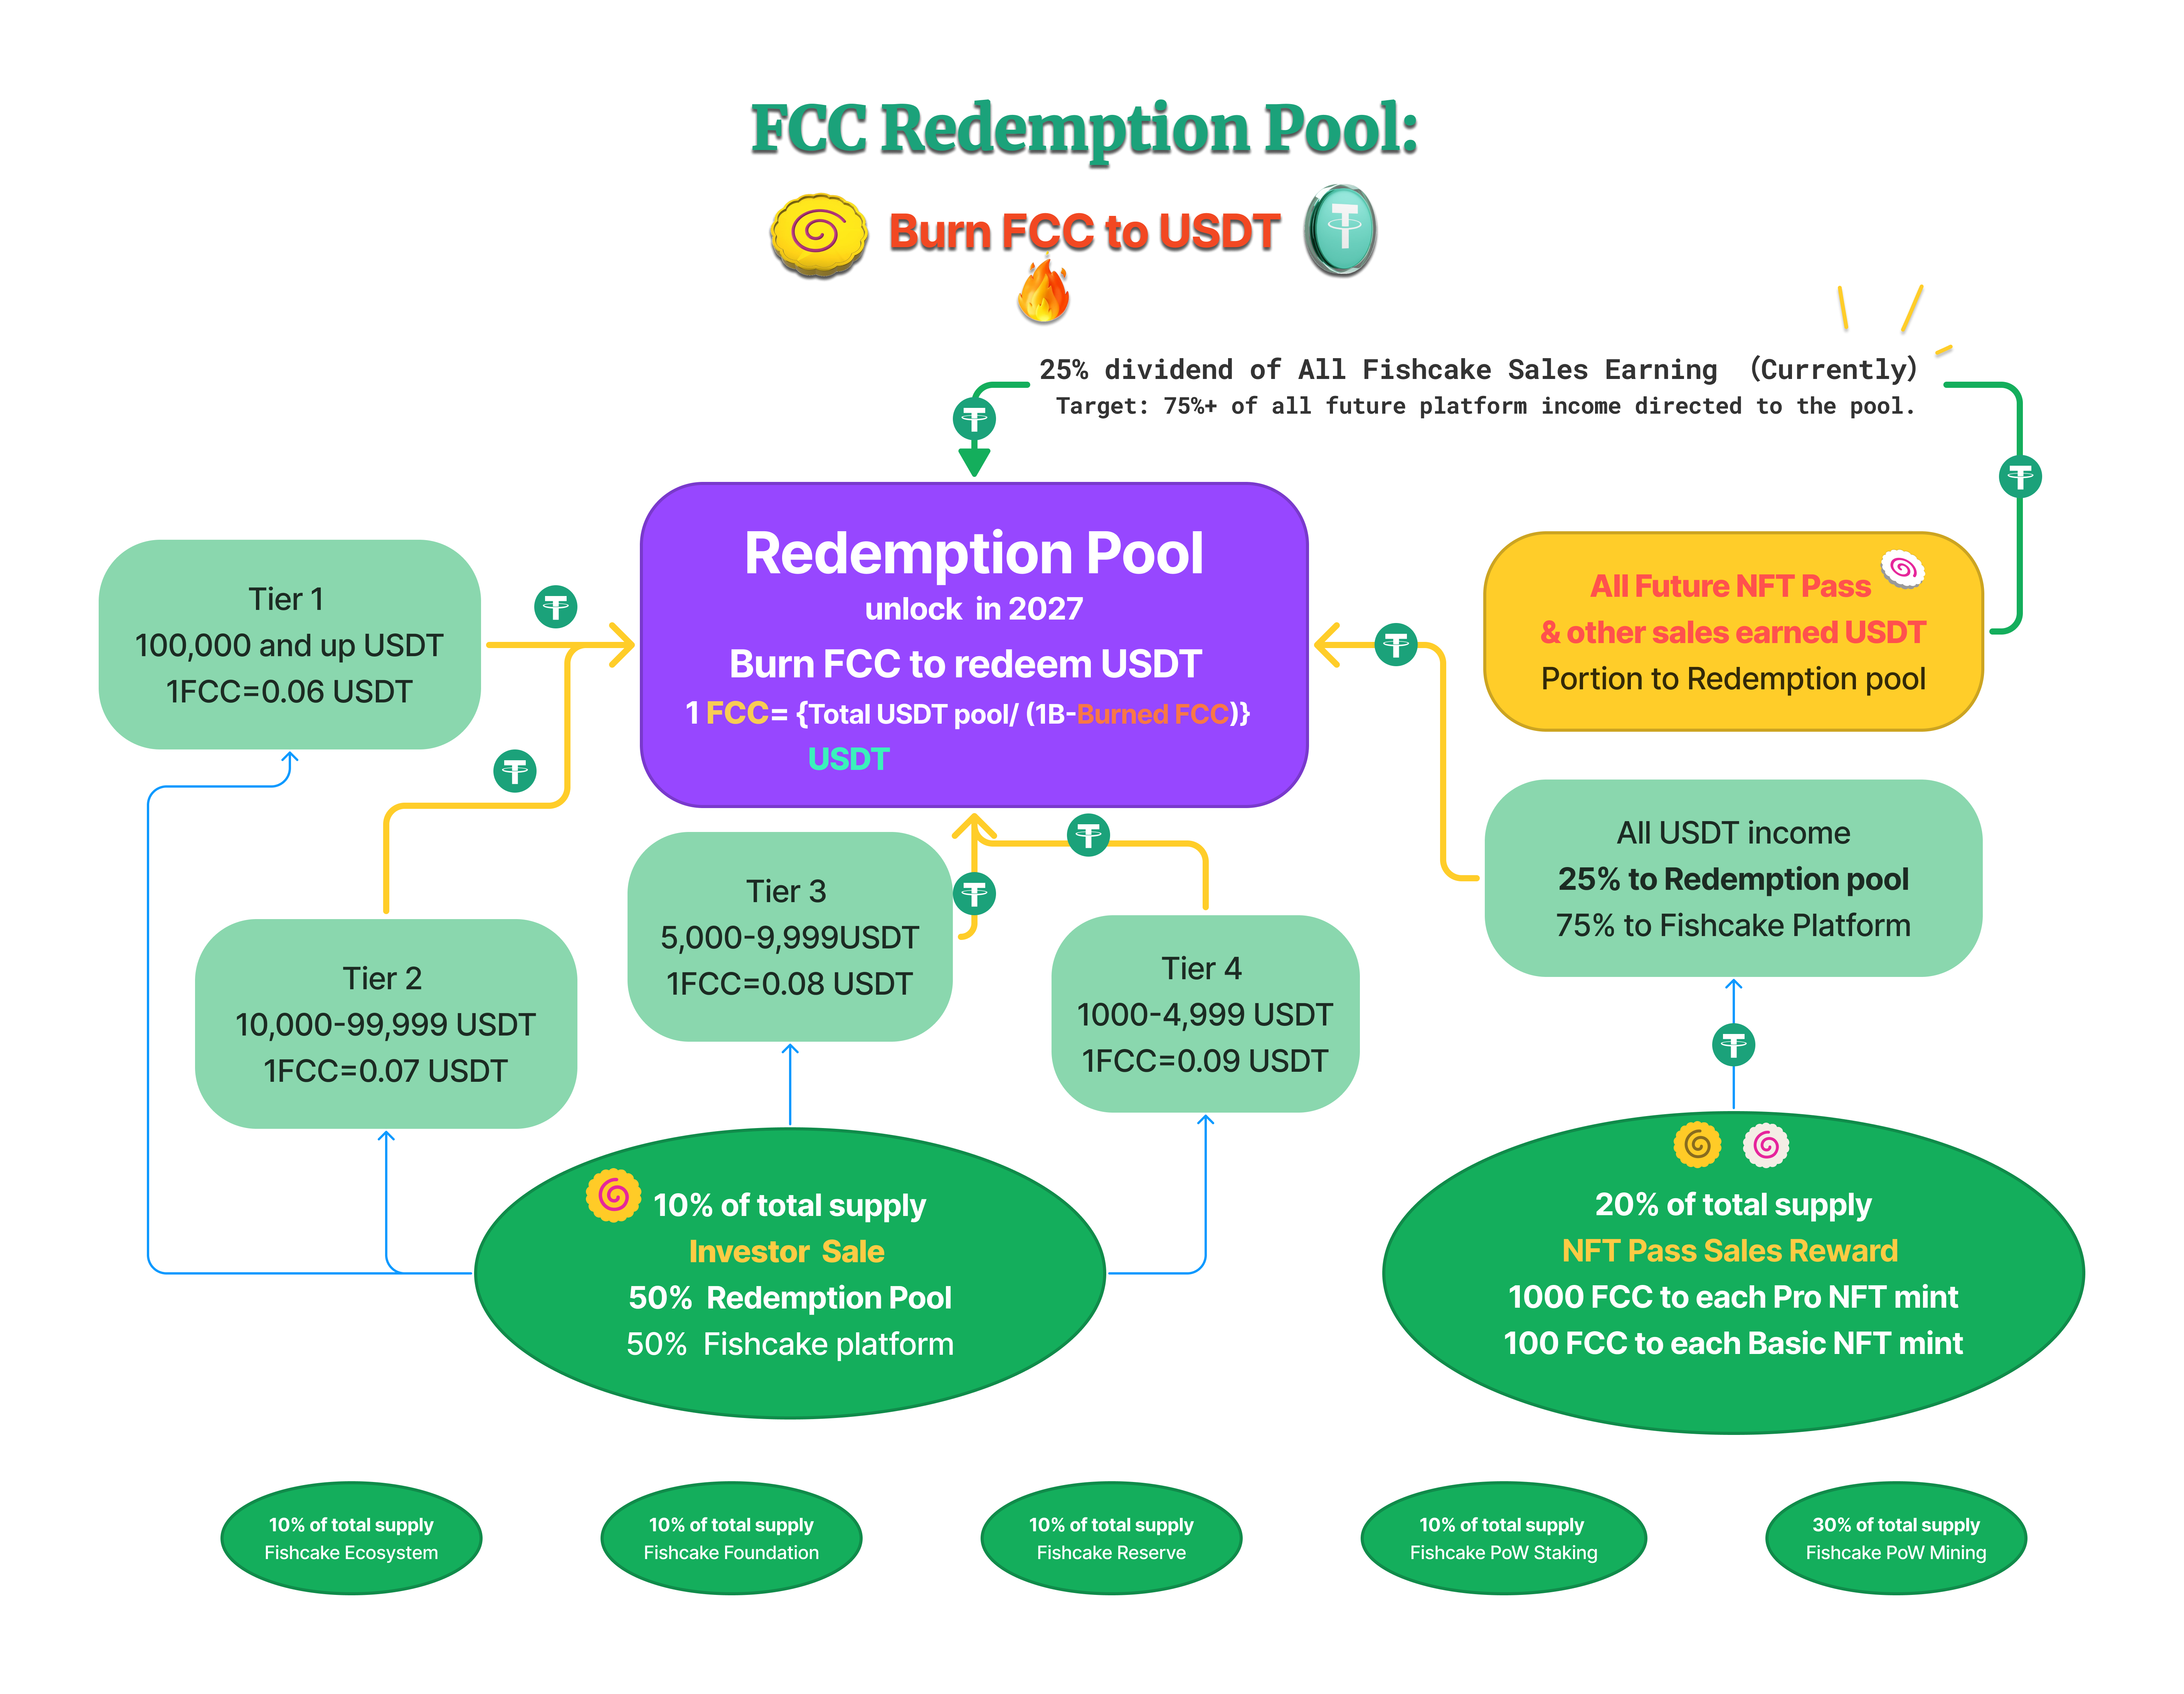 FCC Redemption Pool:
Burn FCC to USDT
25% dividend of All Fishcake Sales Earning (Currently)
Target: 75%+ of all future platform income directed to the pool.
Redemption Pool
unlock in 2027
Burn FCC to redeem USDT
1 FCC= {Total USDT pool/ (1B-Burned FCC)}
USDT
Tier 1
100,000 and up USDT
1FCC=0.06 USDT
All Future NFT Pass
& other sales earned USDT
Portion to Redemption pool
Tier 2
10,000-99,999 USDT
1FCC=0.07 USDT
Tier 3
5,000-9,999USDT
1FCC=0.08 USDT
Tier 4
1000-4,999 USDT
1FCC=0.09 USDT
All USDT income
25% to Redemption pool
75% to Fishcake Platform
10% of total supply
Investor Sale
50% Redemption Pool
50% Fishcake platform
20% of total supply
NFT Pass Sales Reward
1000 FCC to each Pro NFT mint
100 FCC to each Basic NFT mint
10% of total supply
Fishcake Ecosystem
10% of total supply
Fishcake Foundation
10% of total supply
Fishcake Reserve
10% of total supply
Fishcake PoW Staking
30% of total supply
Fishcake PoW Mining